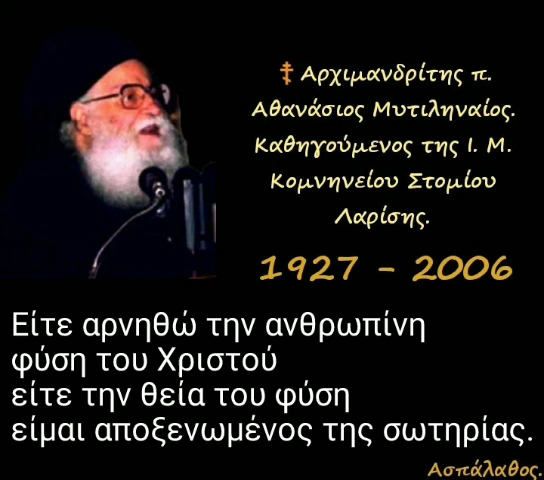 ☦ Αρχιμανδρίτης π.
Αθανάσιος Μυτιληναίος.
Καθηγούμενος της Ι. Μ.
Κομνηνείου Στομίου
Λαρίσης.
1927 - 2006
Είτε αρνηθώ την ανθρωπίνη
φύση του Χριστού
είτε την θεία του φύση
είμαι αποξενωμένος της σωτηρίας.
Ασπάλαθος.